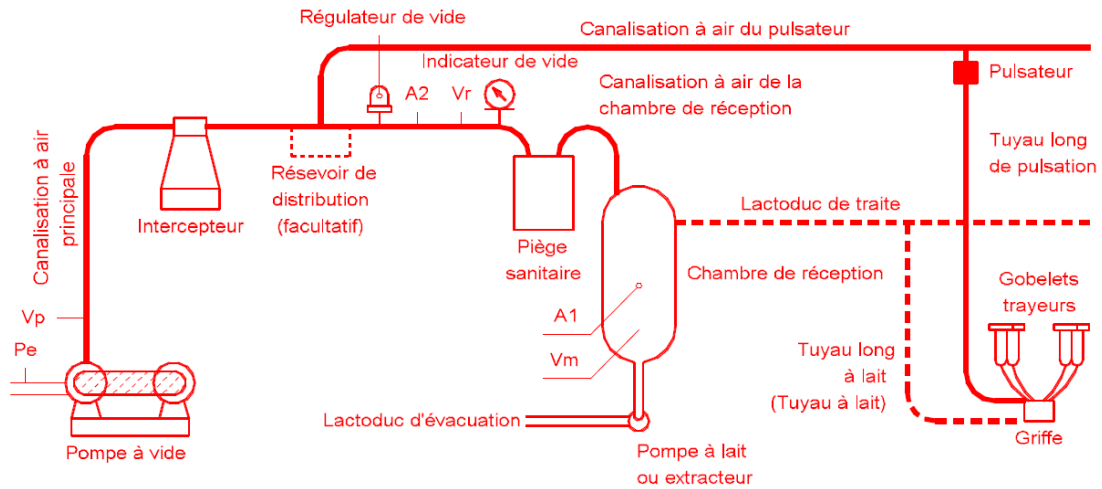 Régulateur de vide
Canalisation à air du pulsateur
Indicateur de vide
A2
Vr
Canalisation à air de la
chambre de réception
Pulsateur
Tuyau long
de pulsation
Canalisation à air
principale
Intercepteur
Résevoir de
distribution
(facultatif)
Piège
sanitaire
Lactoduc de traite
Chambre de réception
Gobelets
trayeurs
A1
Vm
Vp
Pe
Tuyau long
à lait
(Tuyau à lait)
Pompe à vide
Lactoduc d'évacuation
Pompe à lait
ou extracteur
Griffe